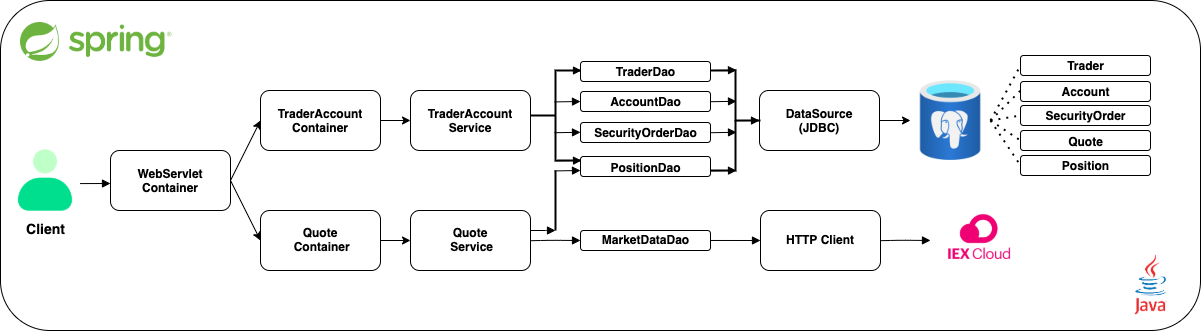 spring
Client
WebServlet
Container
TraderAccount
Container
Quote
Container
TraderAccount
Service
Quote
Service
TraderDao
AccountDao
SecurityOrderDao
PositionDao
MarketDataDao
DataSource
(JDBC)
HTTP Client
Trader
Account
SecurityOrder
Quote
Position
IEX Cloud
Java